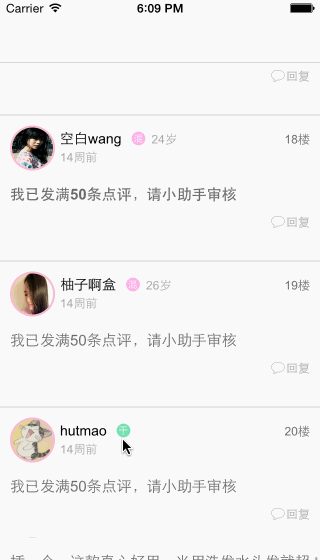 Carrier 6:09 PM
回复
空白wang 24岁 18楼
14周前
我已发满50条点评，请小助手审核
回复
柚子啊盒 26岁 19楼
14周前
我已发满50条点评，请小助手审核
回复
hutmao 干 20楼
14周前
我已发满50条点评，请小助手审核
回复